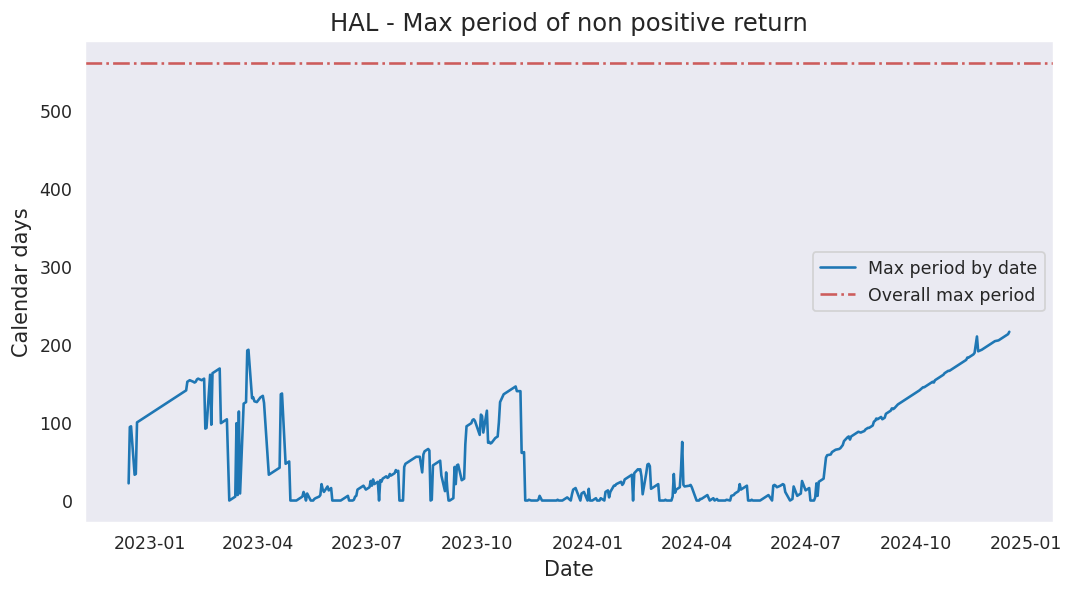 HAL - Max period of non positive return
Calendar days
500
400
300
200
100
0
Max period by date
Overall max period
2023-01 2023-04 2023-07 2023-10 2024-01 2024-04 2024-07 2024-10 2025-01
Date